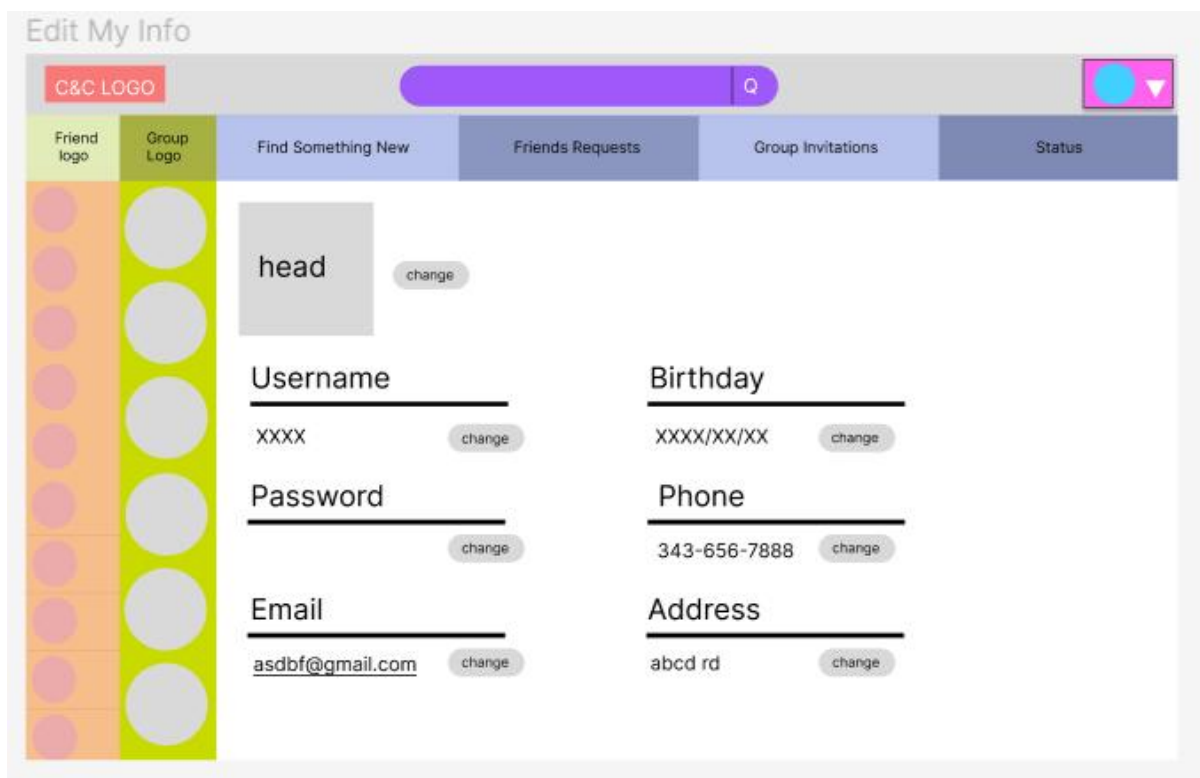 Edit My Info
C&C LOGO
Q
Friend
logo
Group
Logo
Find Something New
Friends Requests
Group Invitations
Status
head
change
Username
Birthday
XXXX
change
XXXX/XX/XX
change
Password
Phone
change
343-656-7888
change
Email
Address
asdbf@gmail.com
change
abcd rd
change